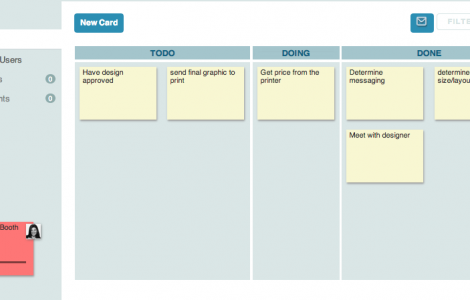 New Card
FILTE
TODO
DOING
DONE
Users
s
0
nts
0
Have design
approved
send final graphic to
print
Get price from the
printer
Determine
messaging
determine
size/layou
Meet with designer
Booth